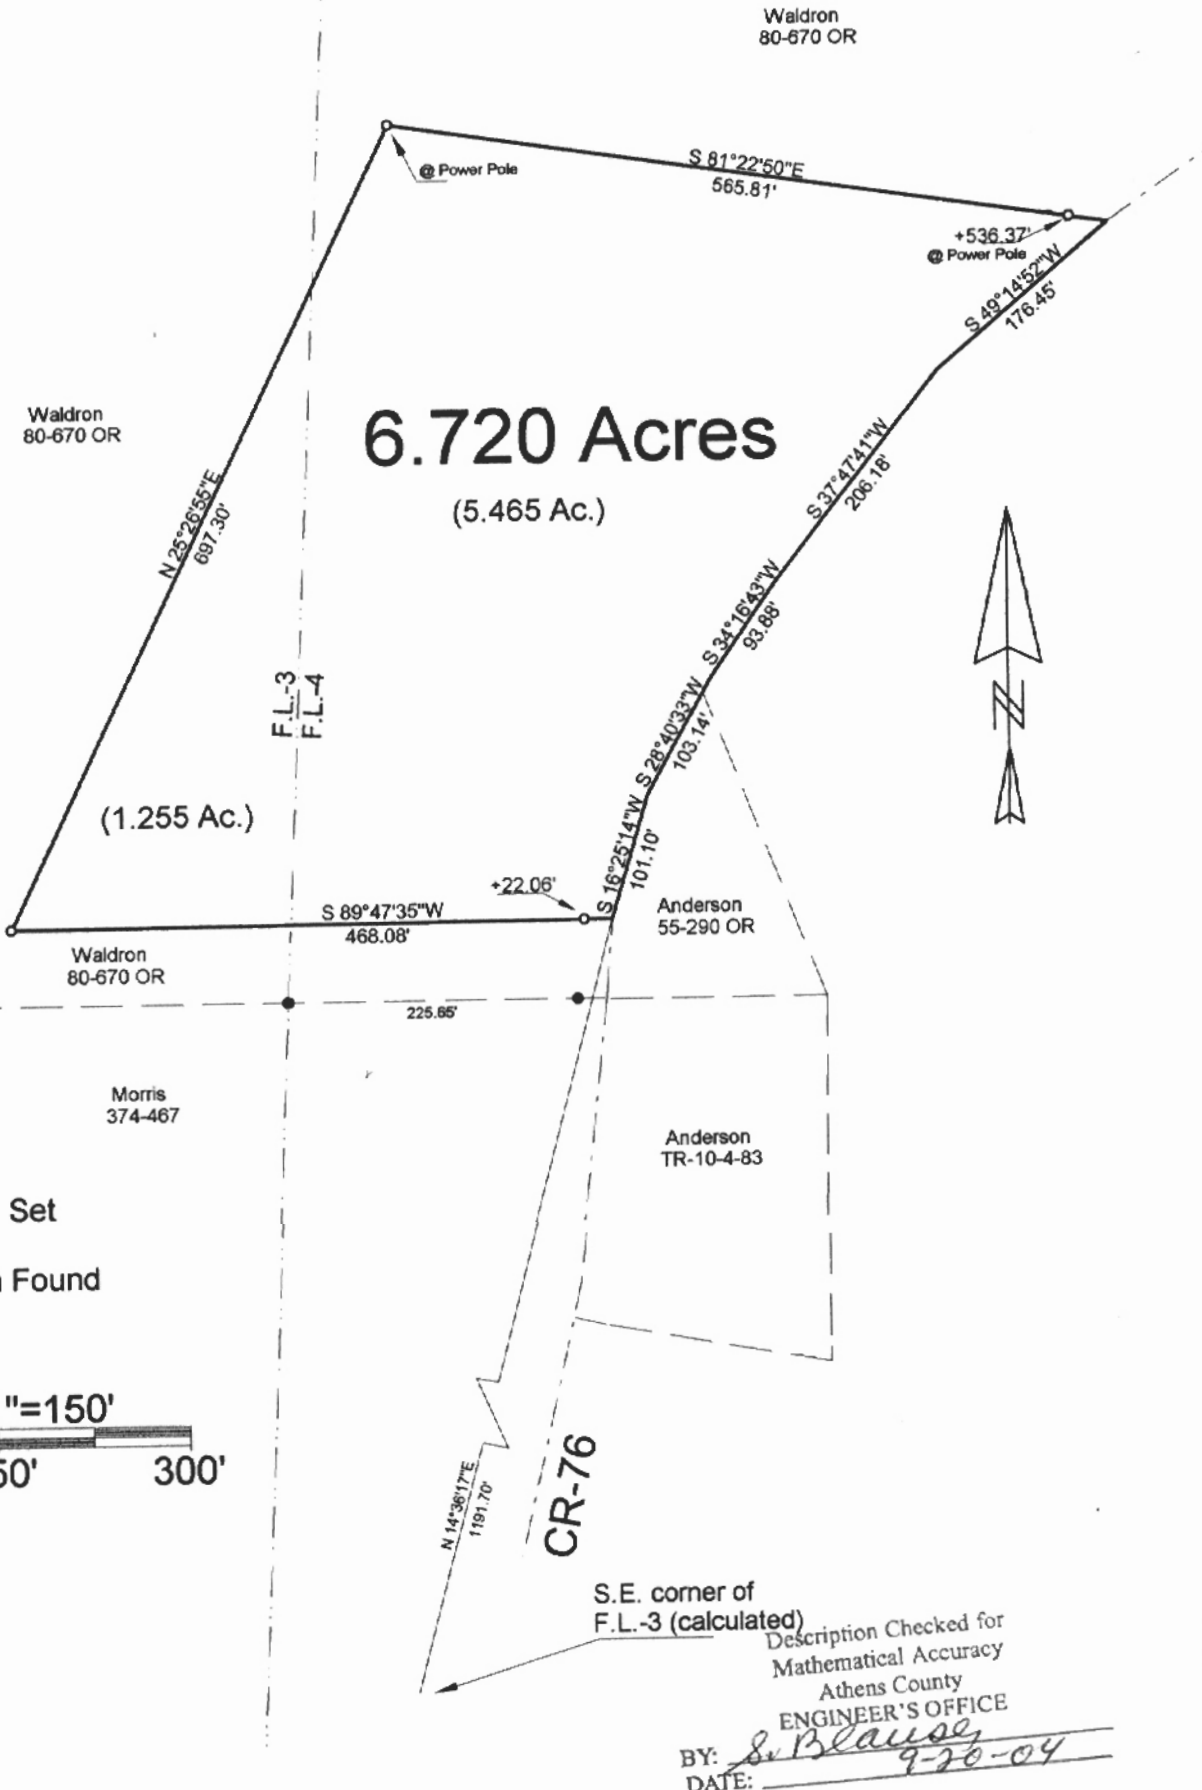 Waldron
80-670 OR
@ Power Pole
S 81°22'50"E
565.81'
+536.37'
@ Power Pole
S 49°14'52"W
176.45'
Waldron
80-670 OR
6.720 Acres
(5.465 Ac.)
S 37°47'41"W
206.18'
N 25°26'55"E
697.30'
S 34°16'43"W
93.88'
F.L.-3
F.L.-4
S 28°40'33"W
103.14'
N
(1.255 Ac.)
S 16°25'14"W
101.10'
+22.06'
S 89°47'35"W
468.08'
Anderson
55-290 OR
Waldron
80-670 OR
225.65'
Morris
374-467
Anderson
TR-10-4-83
Set
Found
"=150'
50'
300'
N 14°36'17"E
1191.70'
CR-76
S.E. corner of
F.L.-3 (calculated)
Description Checked for
Mathematical Accuracy
Athens County
ENGINEER'S OFFICE
BY:
DATE: 9-20-04